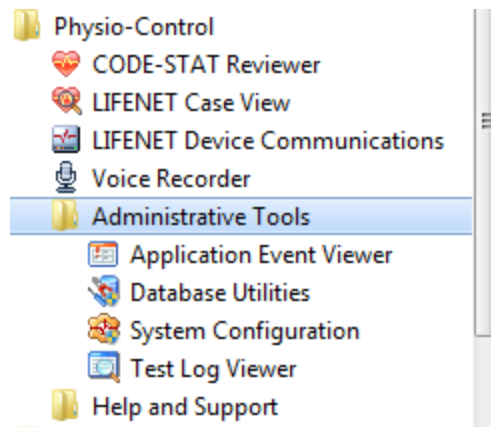 Physio-Control
CODE-STAT Reviewer
LIFENET Case View
LIFENET Device Communications
Voice Recorder
Administrative Tools
Application Event Viewer
Database Utilities
System Configuration
Test Log Viewer
Help and Support